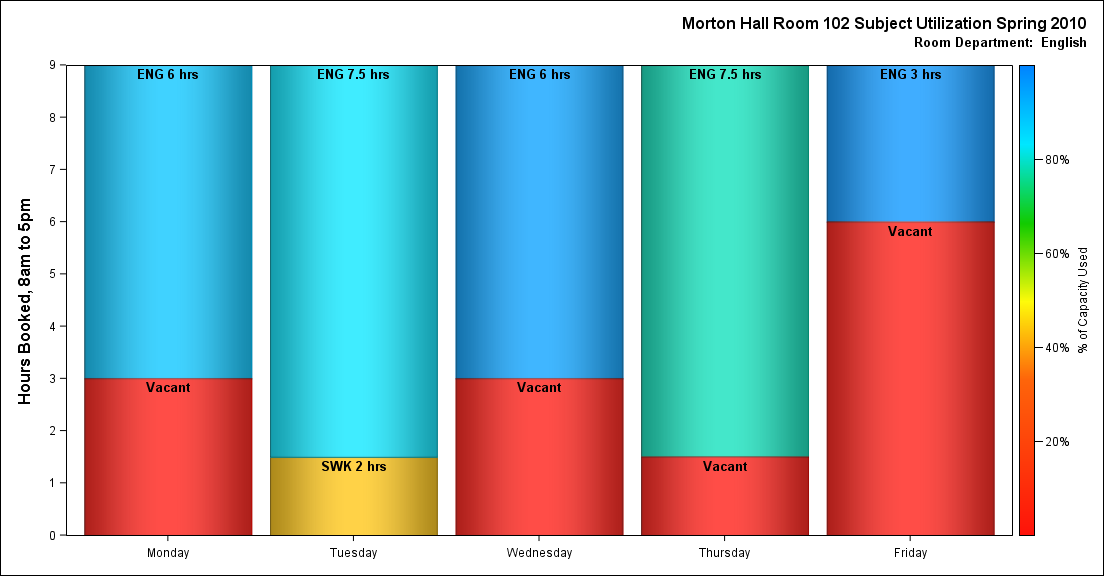 Morton Hall Room 102 Subject Utilization Spring 2010
Room Department:  English
Hours Booked, 8am to 5pm
9
8
7
6
5
4
3
2
1
0
ENG 6 hrs
Vacant
ENG 7.5 hrs
SWK 2 hrs
ENG 6 hrs
Vacant
ENG 7.5 hrs
Vacant
ENG 3 hrs
Vacant
Monday
Tuesday
Wednesday
Thursday
Friday
80%
60%
40%
20%
% of Capacity Used